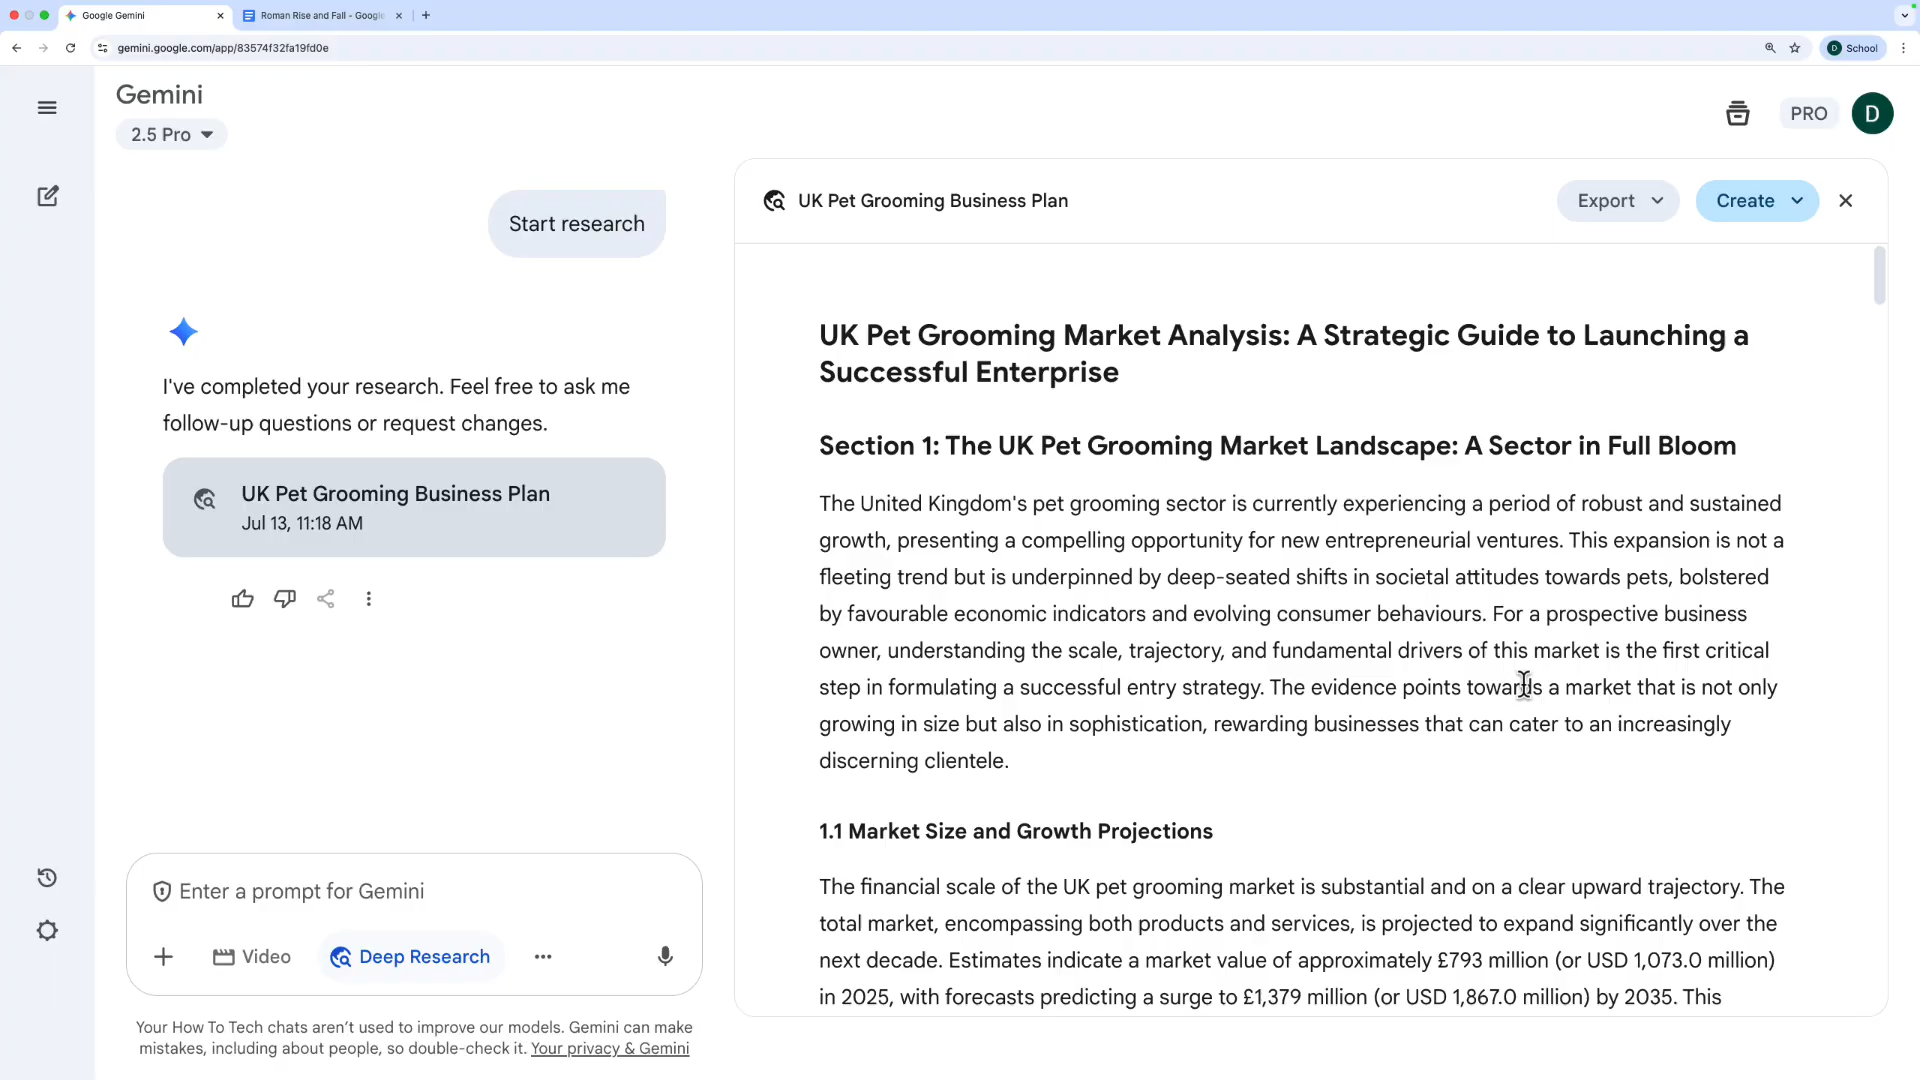 Google Gemini
Roman Rise and Fall - Google
gemini.google.com/app/83574f32fa19fd0e
D School
Gemini
2.5 Pro
PRO
D
Start research
I've completed your research. Feel free to ask me
follow-up questions or request changes.
UK Pet Grooming Business Plan
Jul 13, 11:18 AM
Enter a prompt for Gemini
Video
Deep Research
Your How To Tech chats aren’t used to improve our models. Gemini can make
mistakes, including about people, so double-check it. Your privacy & Gemini
UK Pet Grooming Business Plan
Export
Create
UK Pet Grooming Market Analysis: A Strategic Guide to Launching a
Successful Enterprise
Section 1: The UK Pet Grooming Market Landscape: A Sector in Full Bloom
The United Kingdom's pet grooming sector is currently experiencing a period of robust and sustained
growth, presenting a compelling opportunity for new entrepreneurial ventures. This expansion is not a
fleeting trend but is underpinned by deep-seated shifts in societal attitudes towards pets, bolstered
by favourable economic indicators and evolving consumer behaviours. For a prospective business
owner, understanding the scale, trajectory, and fundamental drivers of this market is the first critical
step in formulating a successful entry strategy. The evidence points towards a market that is not only
growing in size but also in sophistication, rewarding businesses that can cater to an increasingly
discerning clientele.
1.1 Market Size and Growth Projections
The financial scale of the UK pet grooming market is substantial and on a clear upward trajectory. The
total market, encompassing both products and services, is projected to expand significantly over the
next decade. Estimates indicate a market value of approximately £793 million (or USD 1,073.0 million)
in 2025, with forecasts predicting a surge to £1,379 million (or USD 1,867.0 million) by 2035. This